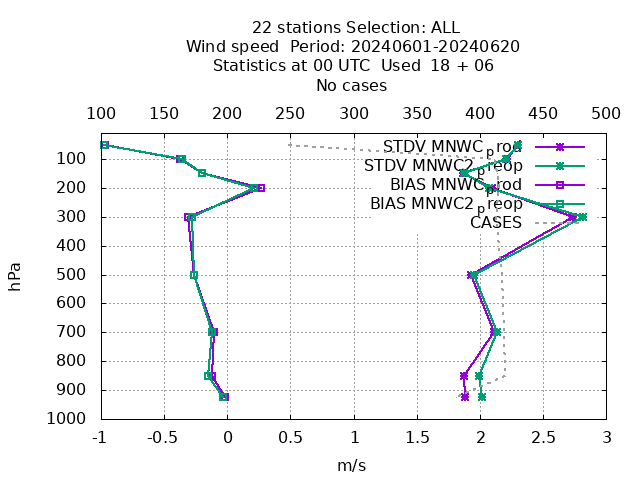 22 stations Selection: ALL
Wind speed  Period: 20240601-20240620
Statistics at 00 UTC  Used  18 + 06
No cases
100 150 200 250 300 350 400 450 500
STDV MNWC_prod
STDV MNWC2_preop
BIAS MNWC_prod
BIAS MNWC2_preop
CASES
100
200
300
400
500
600
700
800
900
1000
hPa
-1 -0.5 0 0.5 1 1.5 2 2.5 3
m/s